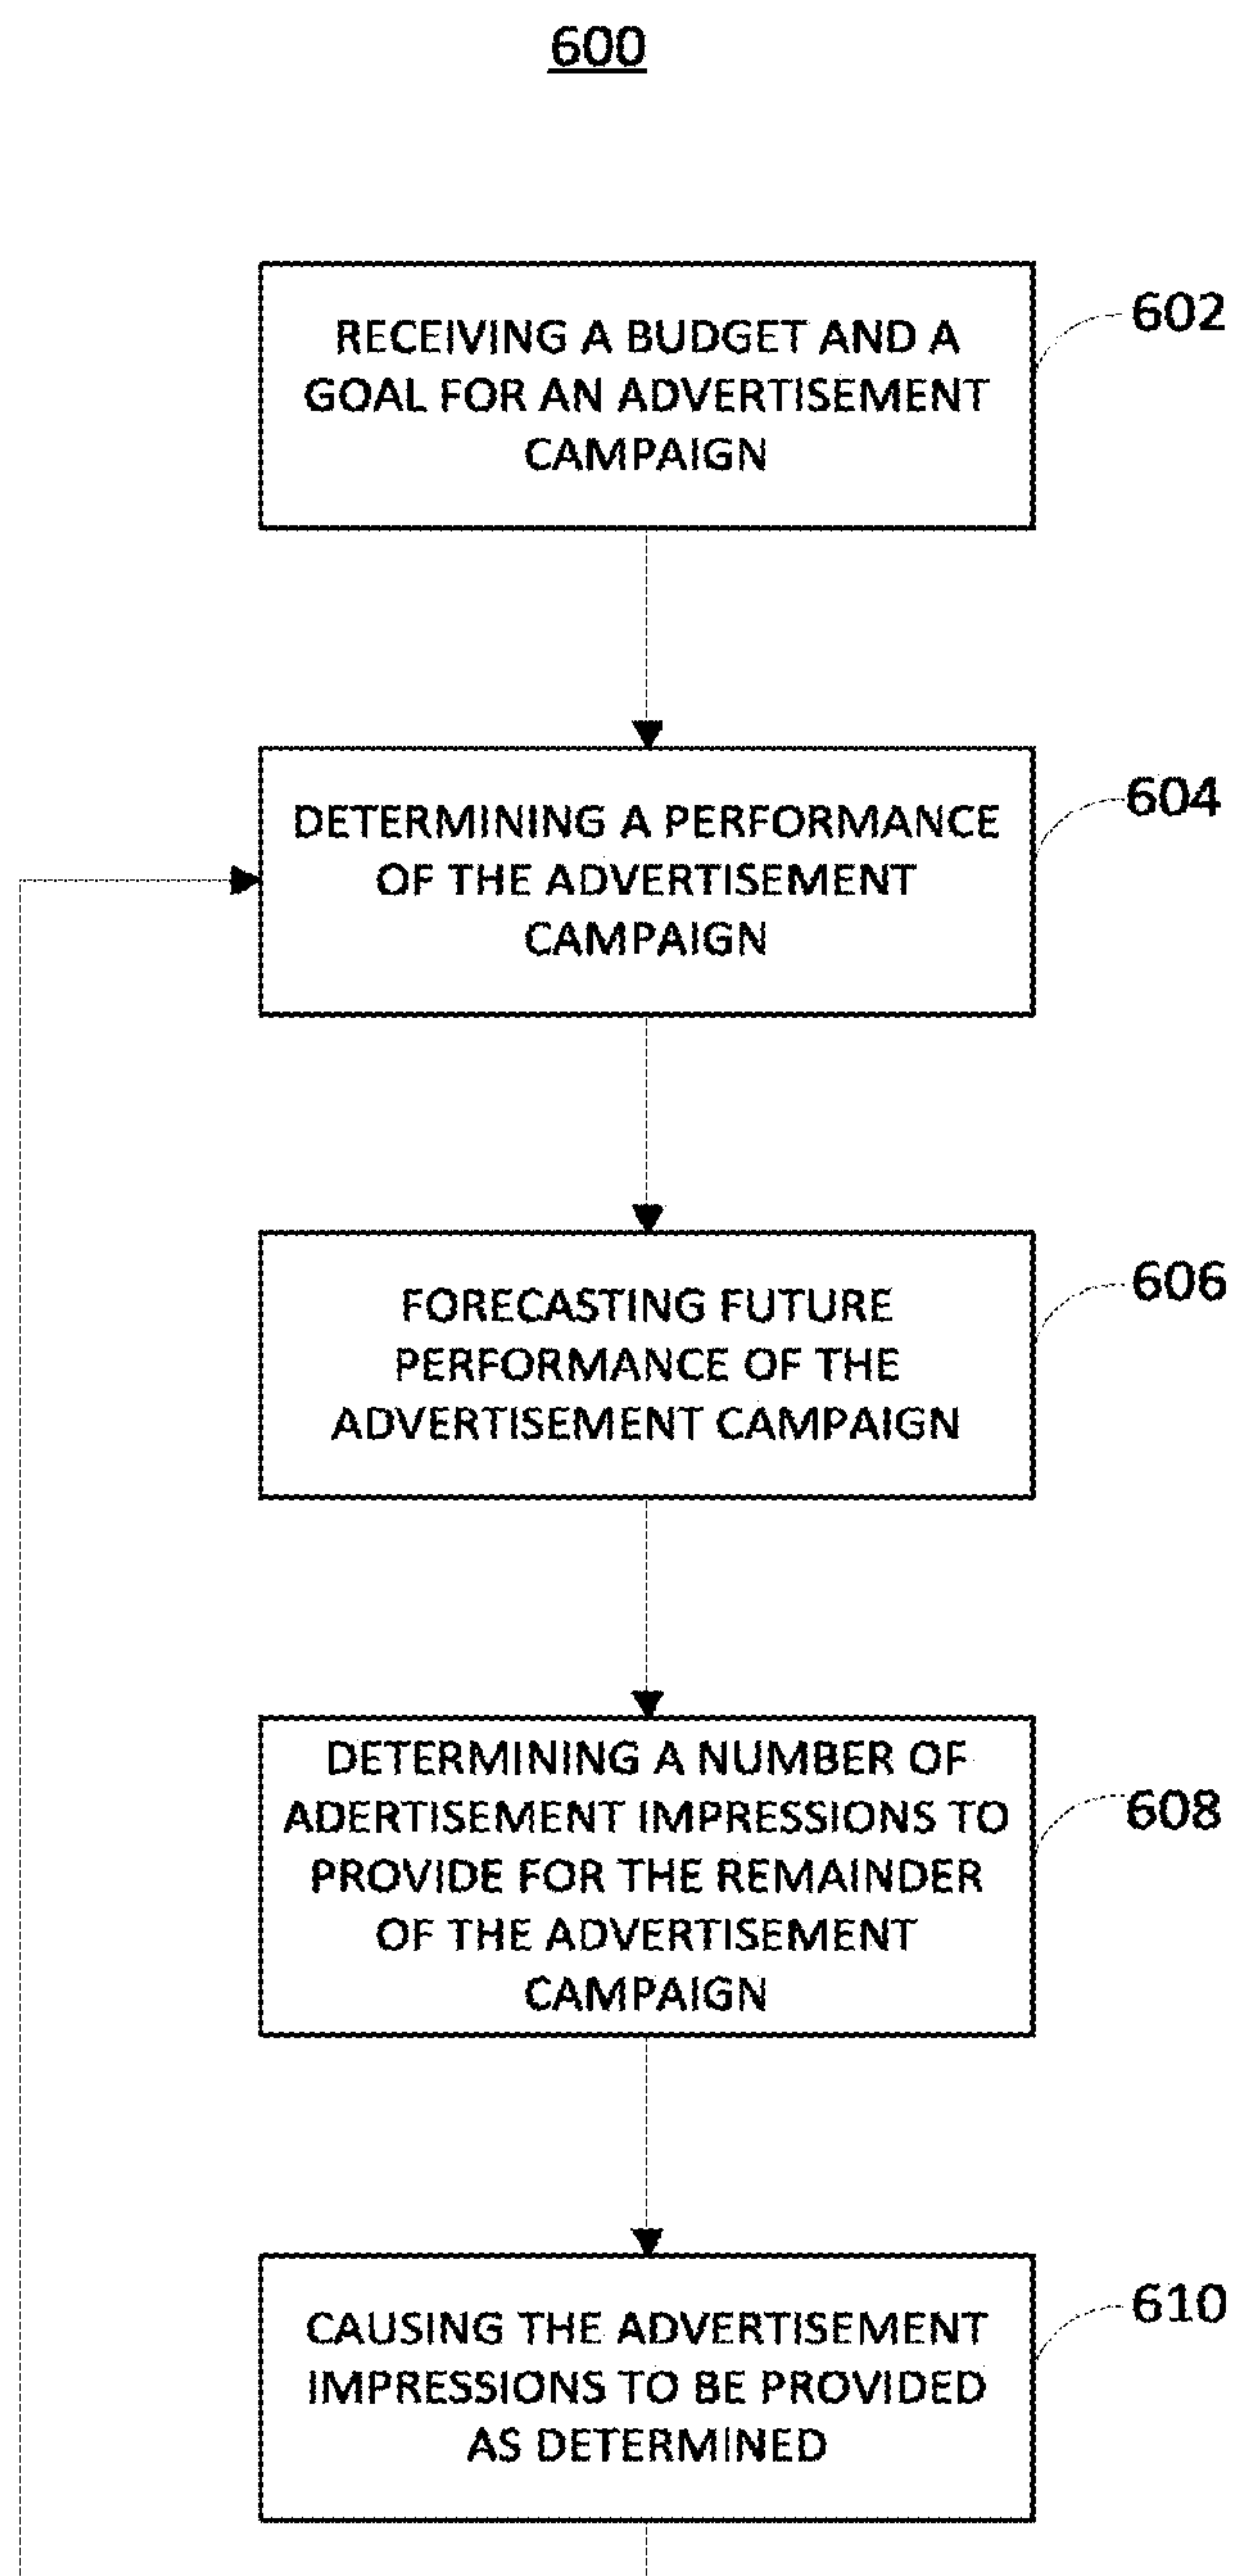 600
RECEIVING A BUDGET AND A
GOAL FOR AN ADVERTISEMENT
CAMPAIGN
602
DETERMINING A PERFORMANCE
OF THE ADVERTISEMENT
CAMPAIGN
604
FORECASTING FUTURE
PERFORMANCE OF THE
ADVERTISEMENT CAMPAIGN
606
DETERMINING A NUMBER OF
ADERTISEMENT IMPRESSIONS TO
PROVIDE FOR THE REMAINDER
OF THE ADVERTISEMENT
CAMPAIGN
608
CAUSING THE ADVERTISEMENT
IMPRESSIONS TO BE PROVIDED
AS DETERMINED
610